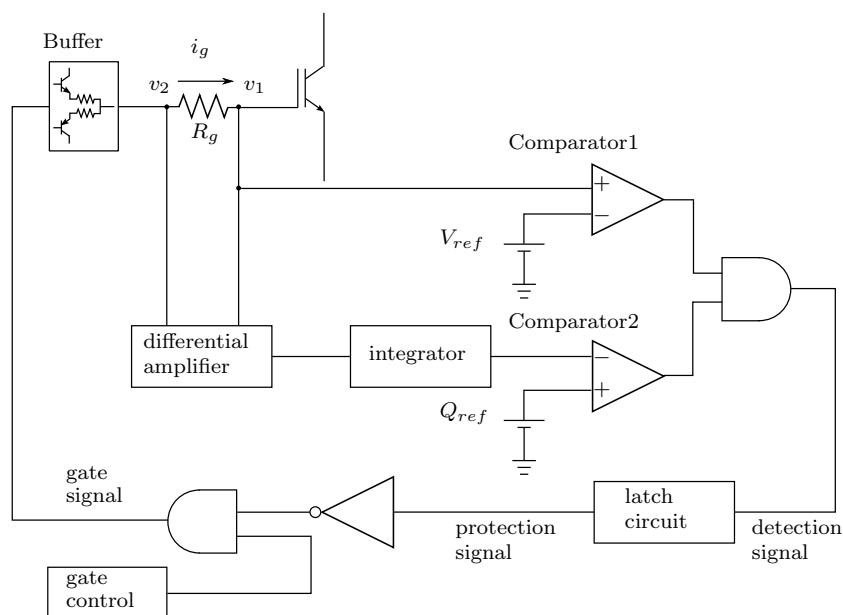 Buffer
i_g
v_2
v_1
R_g
Comparator1
+
−
V_ref
Comparator2
differential
amplifier
integrator
−
+
Q_ref
gate
signal
latch
circuit
protection
signal
detection
signal
gate
control